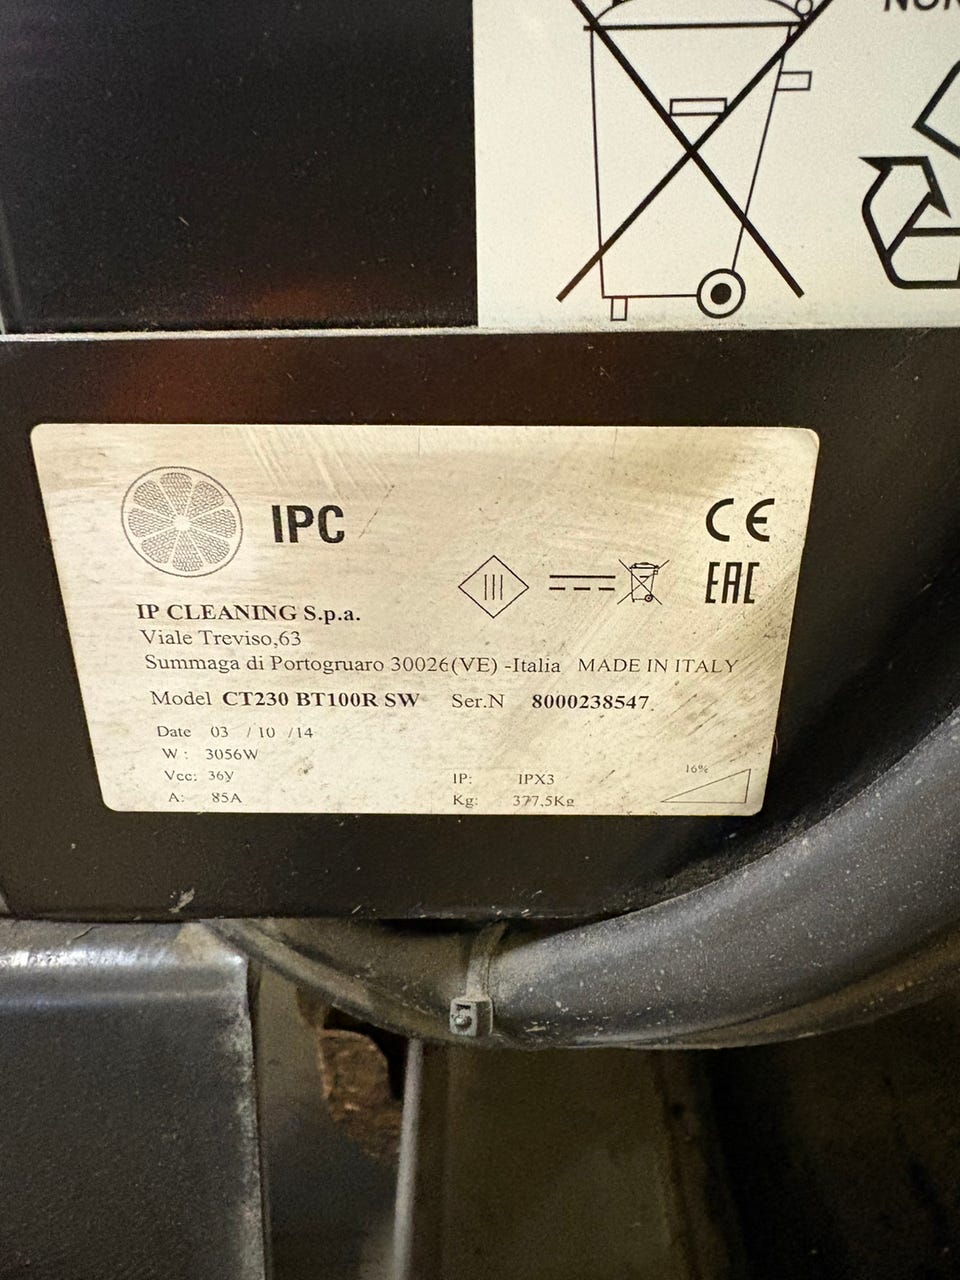 IPC
CE
EAC
IP CLEANING S.p.a.
Viale Treviso,63
Summaga di Portogruaro 30026(VE) -Italia MADE IN ITALY
Model CT230 BT100R SW Ser.N 8000238547
Date 03 / 10 /14
W : 3056W
Vcc: 36V
A: 85A
IP: IPX3
Kg: 377,5Kg
16%